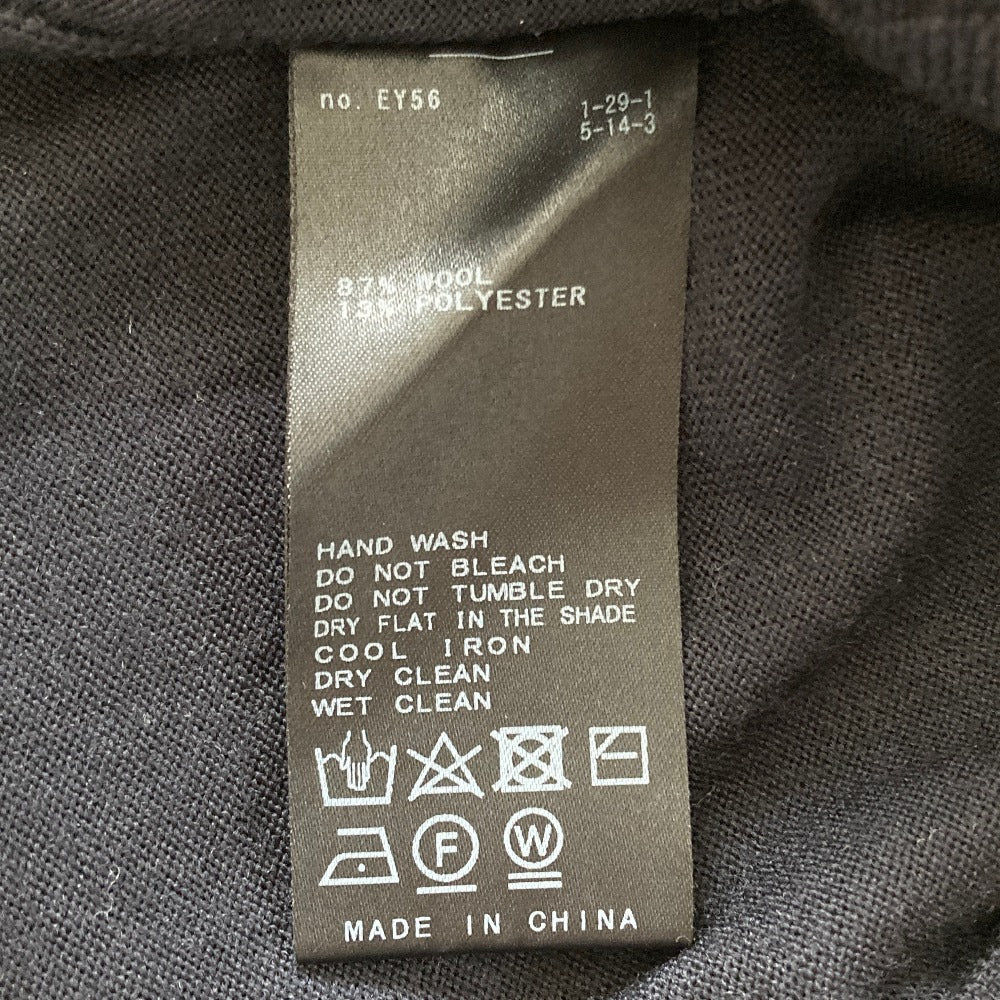 no. EY56
1-29-1
5-14-3
87% WOOL
13% POLYESTER
HAND WASH
DO NOT BLEACH
DO NOT TUMBLE DRY
DRY FLAT IN THE SHADE
COOL IRON
DRY CLEAN
WET CLEAN
F W
MADE IN CHINA